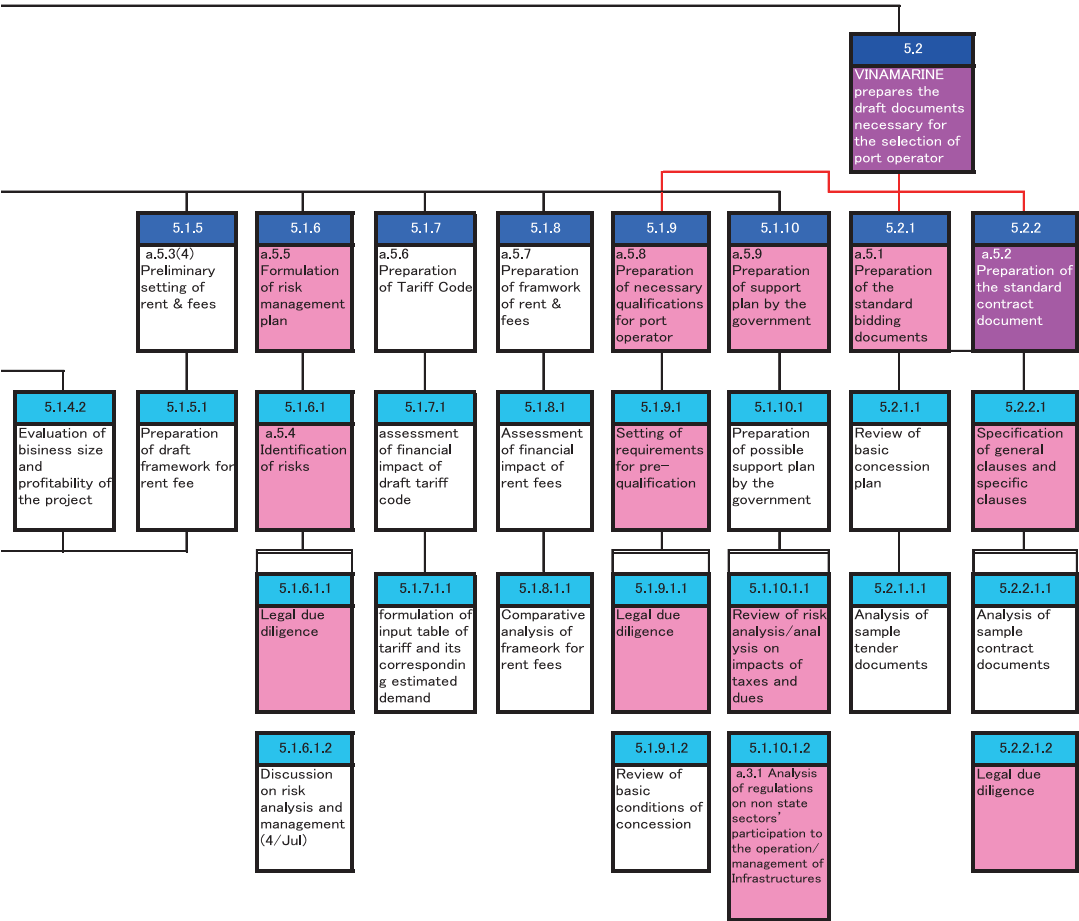 5.2
VINAMARINE
prepares the
draft documents
necessary for
the selection of
port operator
5.1.5
a.5.3(4)
Preliminary
setting of
rent & fees
5.1.6
a.5.5
Formulation
of risk
management
plan
5.1.7
a.5.6
Preparation
of Tariff Code
5.1.8
a.5.7
Preparation
of framwork
of rent &
fees
5.1.9
a.5.8
Preparation
of necessary
qualifications
for port
operator
5.1.10
a.5.9
Preparation
of support
plan by the
government
5.2.1
a.5.1
Preparation
of the
standard
bidding
documents
5.2.2
a.5.2
Preparation of
the standard
contract
document
5.1.4.2
Evaluation of
bisiness size
and
profitability of
the project
5.1.5.1
Preparation
of draft
framework for
rent fee
5.1.6.1
a.5.4
Identification
of risks
5.1.7.1
assessment
of financial
impact of
draft tariff
code
5.1.8.1
Assessment
of financial
impact of
rent fees
5.1.9.1
Setting of
requirements
for pre-
qualification
5.1.10.1
Preparation
of possible
support plan
by the
government
5.2.1.1
Review of
basic
concession
plan
5.2.2.1
Specification
of general
clauses and
specific
clauses
5.1.6.1.1
Legal due
diligence
5.1.7.1.1
formulation of
input table of
tariff and its
correspondin
g estimated
demand
5.1.8.1.1
Comparative
analysis of
frameork for
rent fees
5.1.9.1.1
Legal due
diligence
5.1.10.1.1
Review of risk
analysis/anal
ysis on
impacts of
taxes and
dues
5.2.1.1.1
Analysis of
sample
tender
documents
5.2.2.1.1
Analysis of
sample
contract
documents
5.1.6.1.2
Discussion
on risk
analysis and
management
(4/Jul)
5.1.9.1.2
Review of
basic
conditions of
concession
5.1.10.1.2
a.3.1 Analysis
of regulations
on non state
sectors'
participation to
the operation/
management of
Infrastructures
5.2.2.1.2
Legal due
diligence